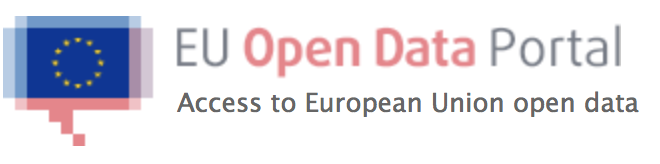 EU Open Data Portal
Access to European Union open data